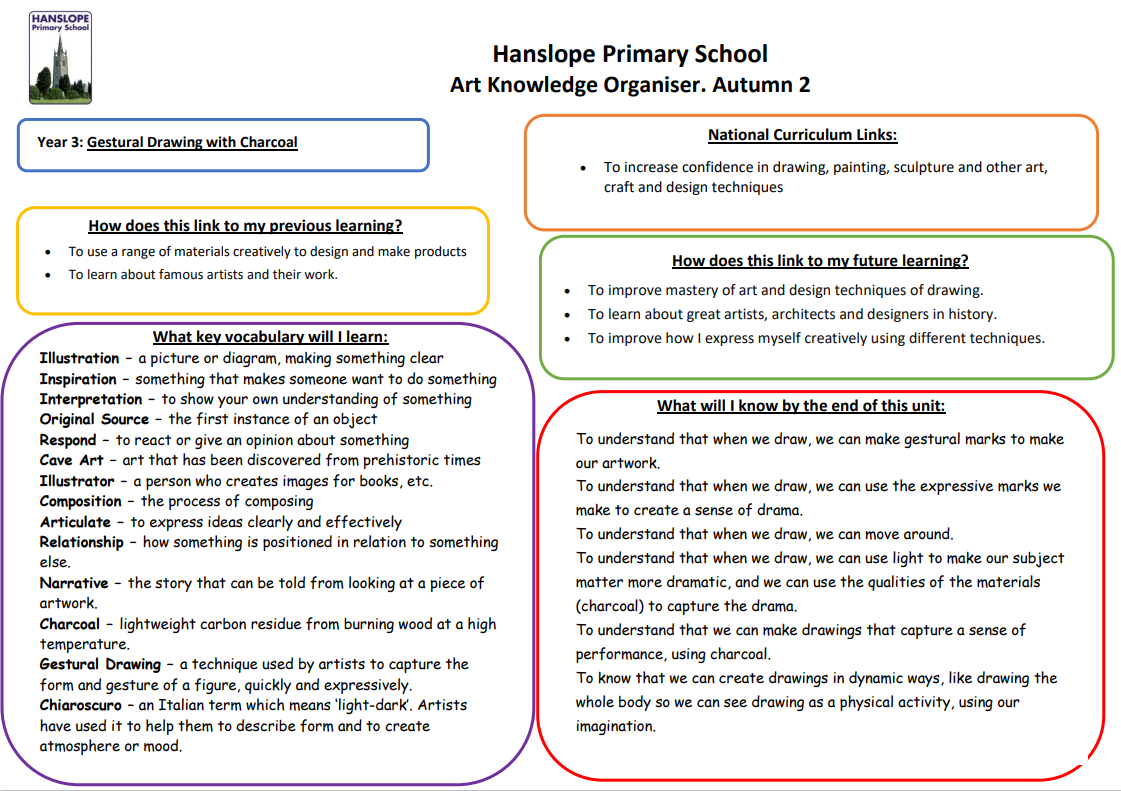 HANSLOPE
Primary School
Hanslope Primary School
Art Knowledge Organiser. Autumn 2
Year 3: Gestural Drawing with Charcoal
National Curriculum Links:
• To increase confidence in drawing, painting, sculpture and other art,
craft and design techniques
How does this link to my previous learning?
• To use a range of materials creatively to design and make products
• To learn about famous artists and their work.
How does this link to my future learning?
• To improve mastery of art and design techniques of drawing.
• To learn about great artists, architects and designers in history.
• To improve how I express myself creatively using different techniques.
What key vocabulary will I learn:
Illustration – a picture or diagram, making something clear
Inspiration – something that makes someone want to do something
Interpretation – to show your own understanding of something
Original Source – the first instance of an object
Respond – to react or give an opinion about something
Cave Art – art that has been discovered from prehistoric times
Illustrator – a person who creates images for books, etc.
Composition – the process of composing
Articulate – to express ideas clearly and effectively
Relationship – how something is positioned in relation to something
else.
Narrative – the story that can be told from looking at a piece of
artwork.
Charcoal – lightweight carbon residue from burning wood at a high
temperature.
Gestural Drawing – a technique used by artists to capture the
form and gesture of a figure, quickly and expressively.
Chiaroscuro – an Italian term which means ‘light-dark’. Artists
have used it to help them to describe form and to create
atmosphere or mood.
What will I know by the end of this unit:
To understand that when we draw, we can make gestural marks to make
our artwork.
To understand that when we draw, we can use the expressive marks we
make to create a sense of drama.
To understand that when we draw, we can move around.
To understand that when we draw, we can use light to make our subject
matter more dramatic, and we can use the qualities of the materials
(charcoal) to capture the drama.
To understand that we can make drawings that capture a sense of
performance, using charcoal.
To know that we can create drawings in dynamic ways, like drawing the
whole body so we can see drawing as a physical activity, using our
imagination.